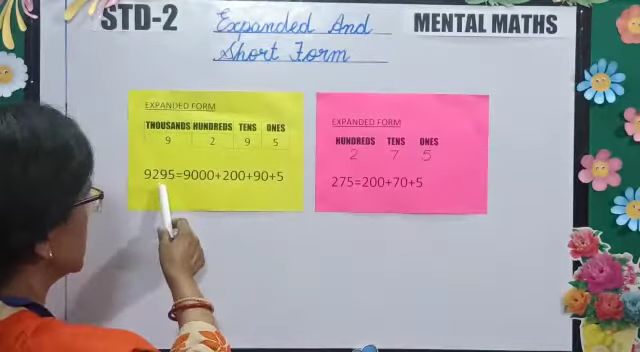 STD-2
Expanded And
Short Form
MENTAL MATHS
EXPANDED FORM
THOUSANDS HUNDREDS TENS ONES
9 2 9 5
9295=9000+200+90+5
EXPANDED FORM
HUNDREDS TENS ONES
2 7 5
275=200+70+5